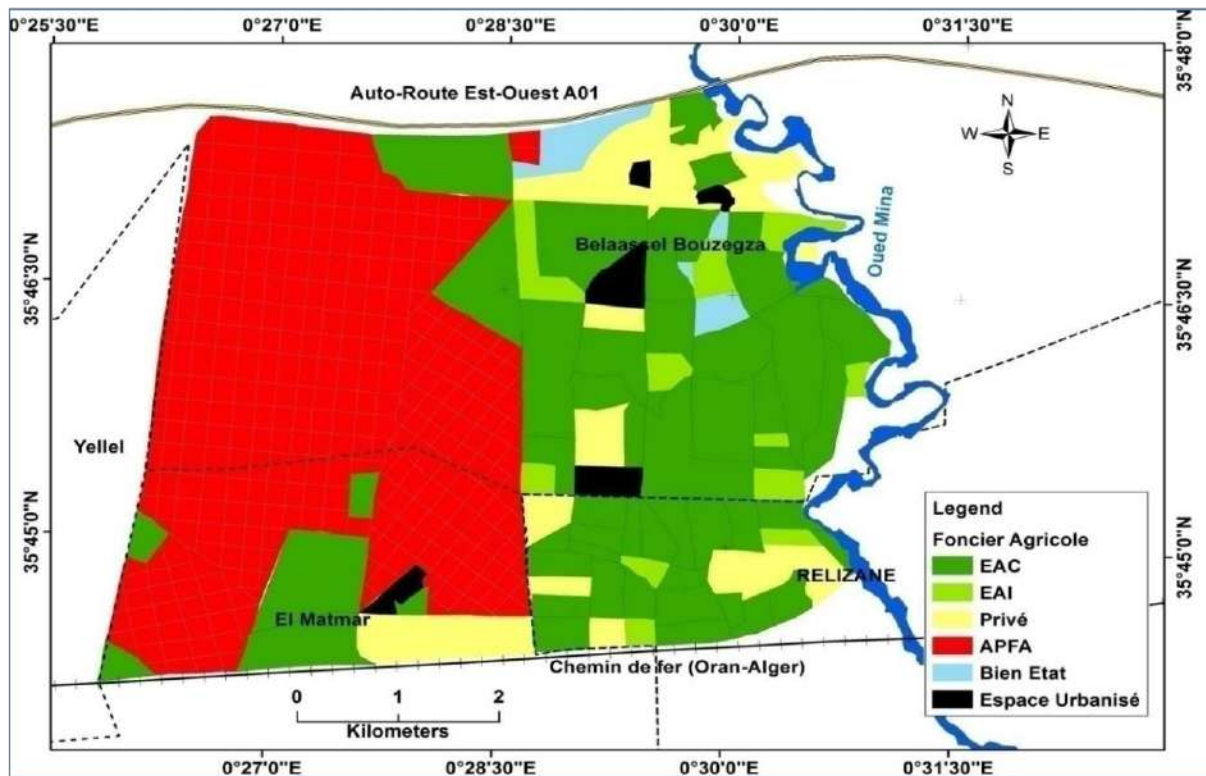 0°25'30"E 0°27'0"E 0°28'30"E 0°30'0"E 0°31'30"E
35°48'0"N
Auto-Route Est-Ouest A01
N
W E
S
Oued Mina
Belaassel Bouzegza
35°46'30"N
35°46'30"N
Yellel
35°45'0"N
35°45'0"N
Legend
Foncier Agricole
EAC
EAI
Privé
APFA
Bien Etat
Espace Urbanisé
RELIZANE
El Matmar
Chemin de fer (Oran-Alger)
0 1 2
Kilometers
0°27'0"E 0°28'30"E 0°30'0"E 0°31'30"E